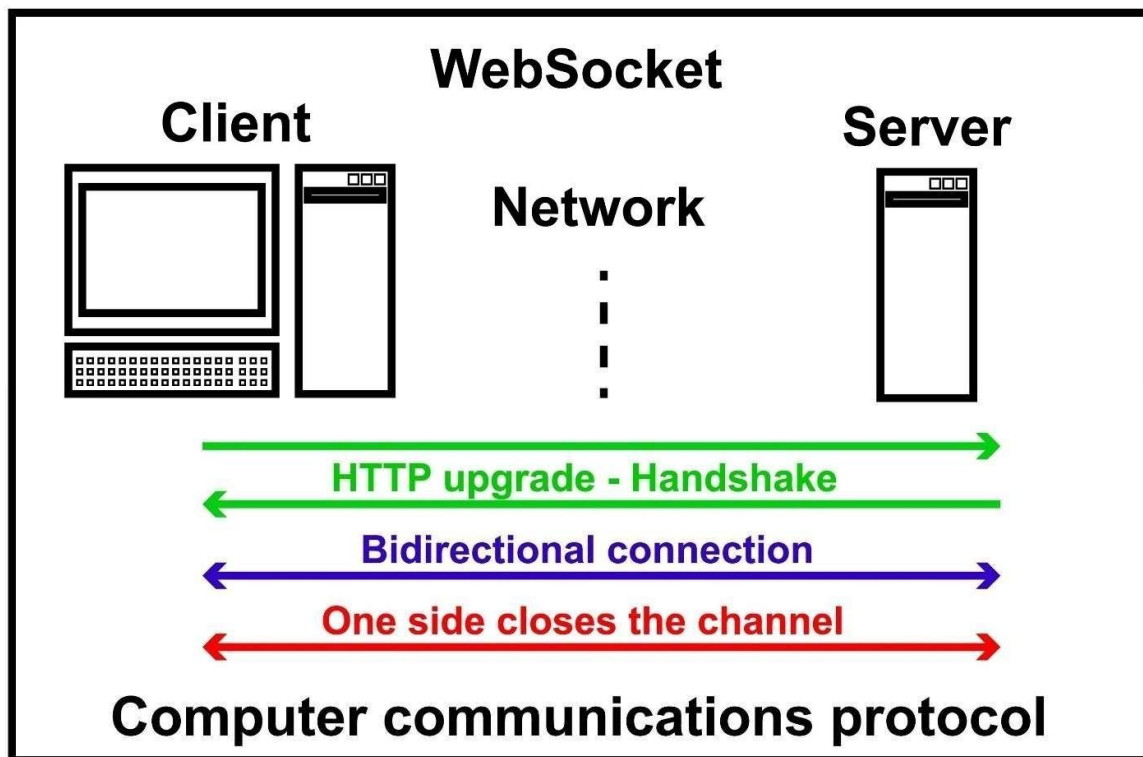 WebSocket
Client
Server
Network
HTTP upgrade - Handshake
Bidirectional connection
One side closes the channel
Computer communications protocol